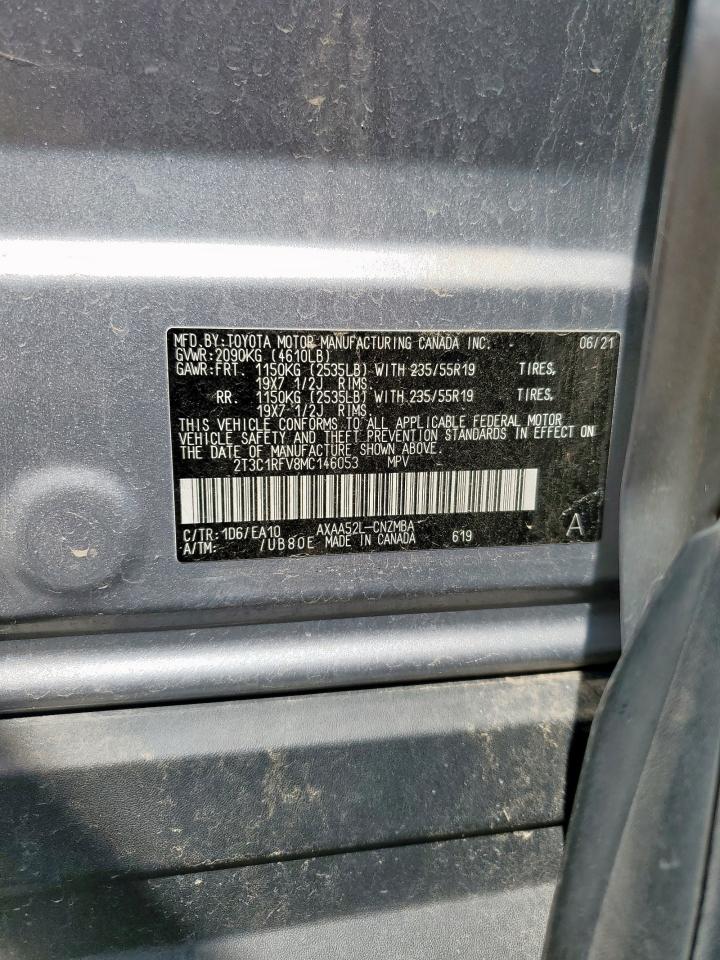 MFD.BY:TOYOTA MOTOR MANUFACTURING CANADA INC. 06/21
GVWR:2090KG (4610LB)
GAWR:FRT. 1150KG (2535LB) WITH 235/55R19 TIRES,
19X7 1/2J RIMS.
RR. 1150KG (2535LB) WITH 235/55R19 TIRES,
19X7 1/2J RIMS.
THIS VEHICLE CONFORMS TO ALL APPLICABLE FEDERAL MOTOR
VEHICLE SAFETY AND THEFT PREVENTION STANDARDS IN EFFECT ON
THE DATE OF MANUFACTURE SHOWN ABOVE.
2T3C1RFV8MC146053 MPV
C/TR:1D6/EA10 AXAA52L-CNZMBA A
A/TM: /UB80E MADE IN CANADA 619